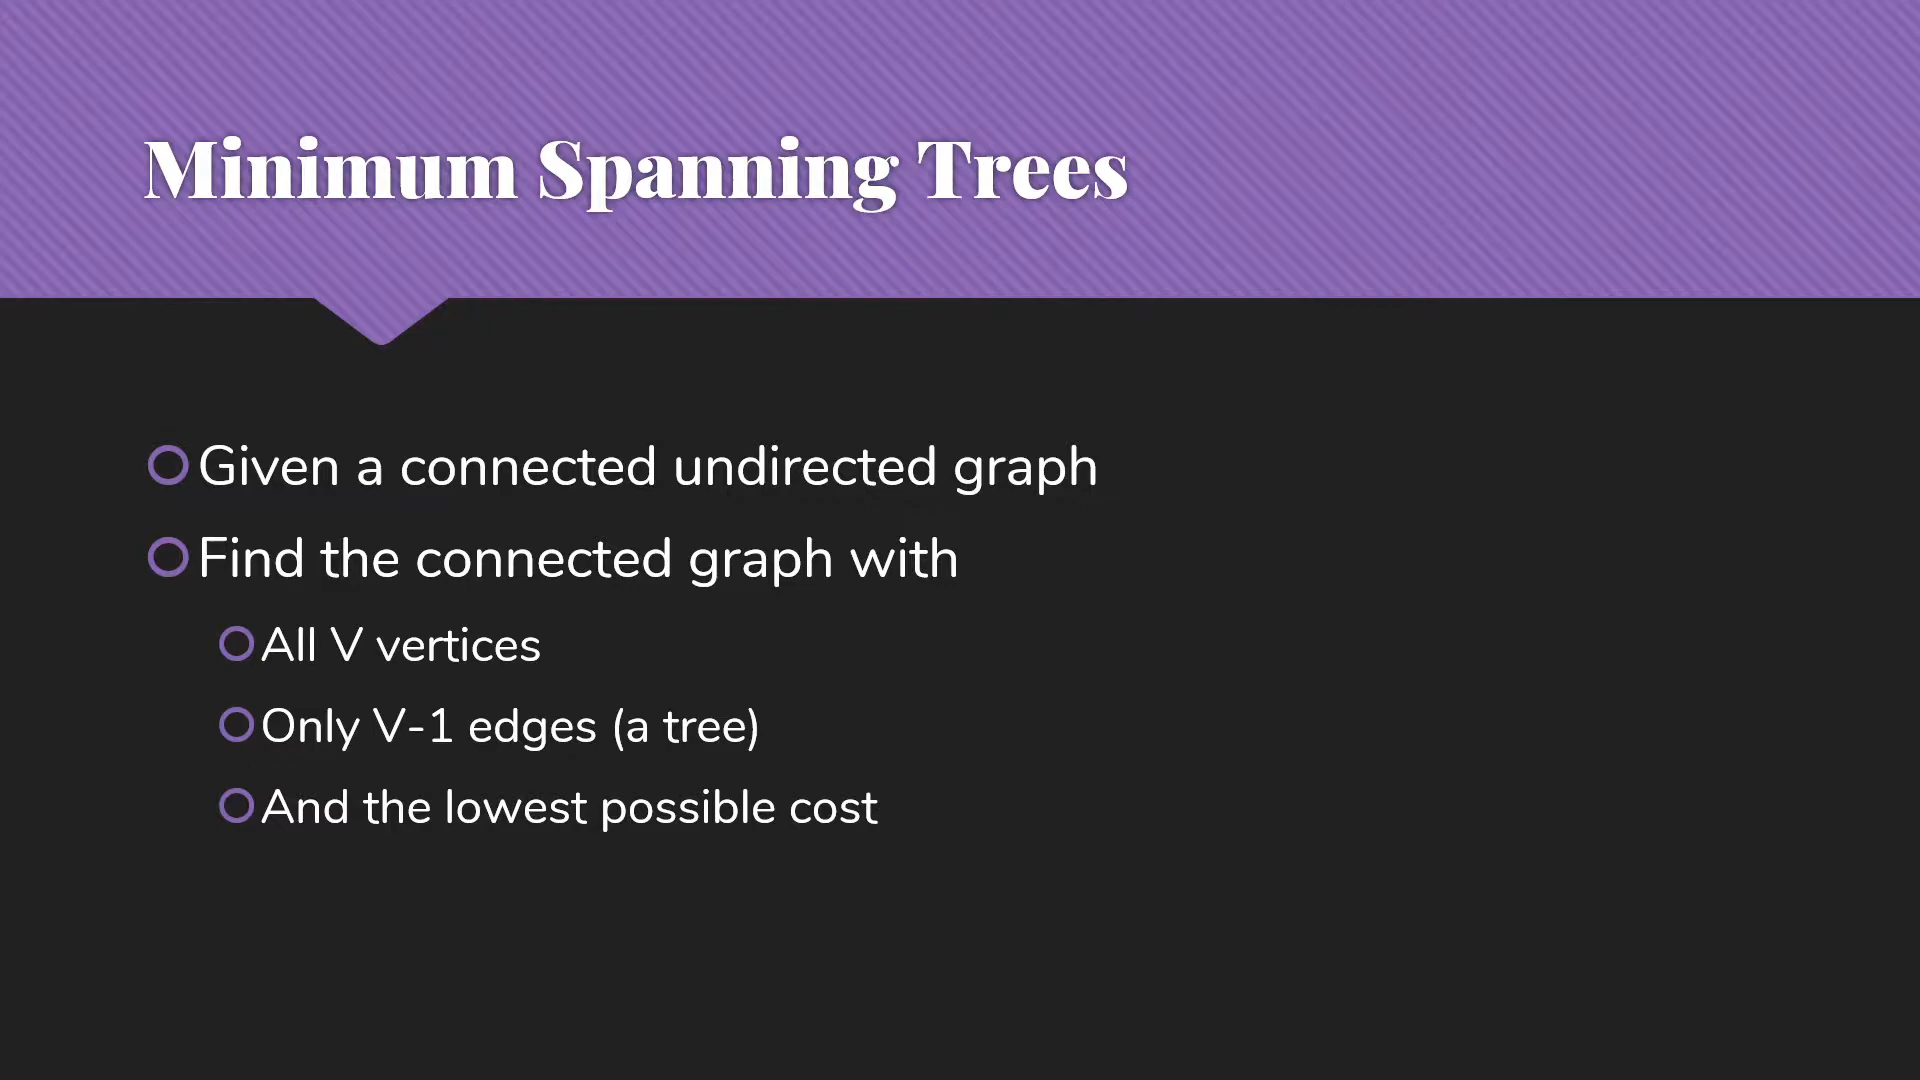 Minimum Spanning Trees
Given a connected undirected graph
Find the connected graph with
All V vertices
Only V-1 edges (a tree)
And the lowest possible cost